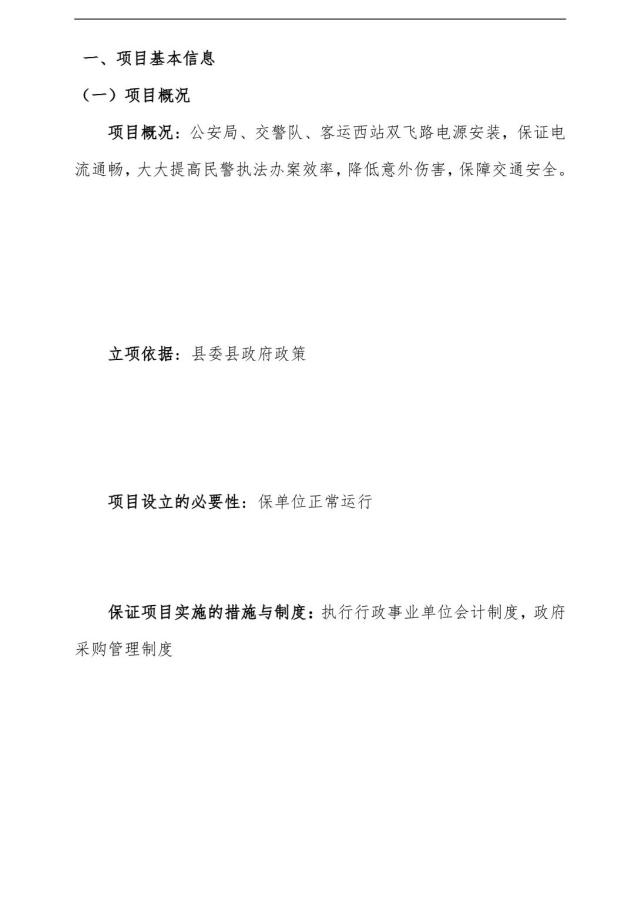 一、项目基本信息
（一）项目概况
项目概况：公安局、交警队、客运西站双飞路电源安装，保证电
流通畅，大大提高民警执法办案效率，降低意外伤害，保障交通安全。
立项依据：县委县政府政策
项目设立的必要性：保单位正常运行
保证项目实施的措施与制度：执行行政事业单位会计制度，政府
采购管理制度